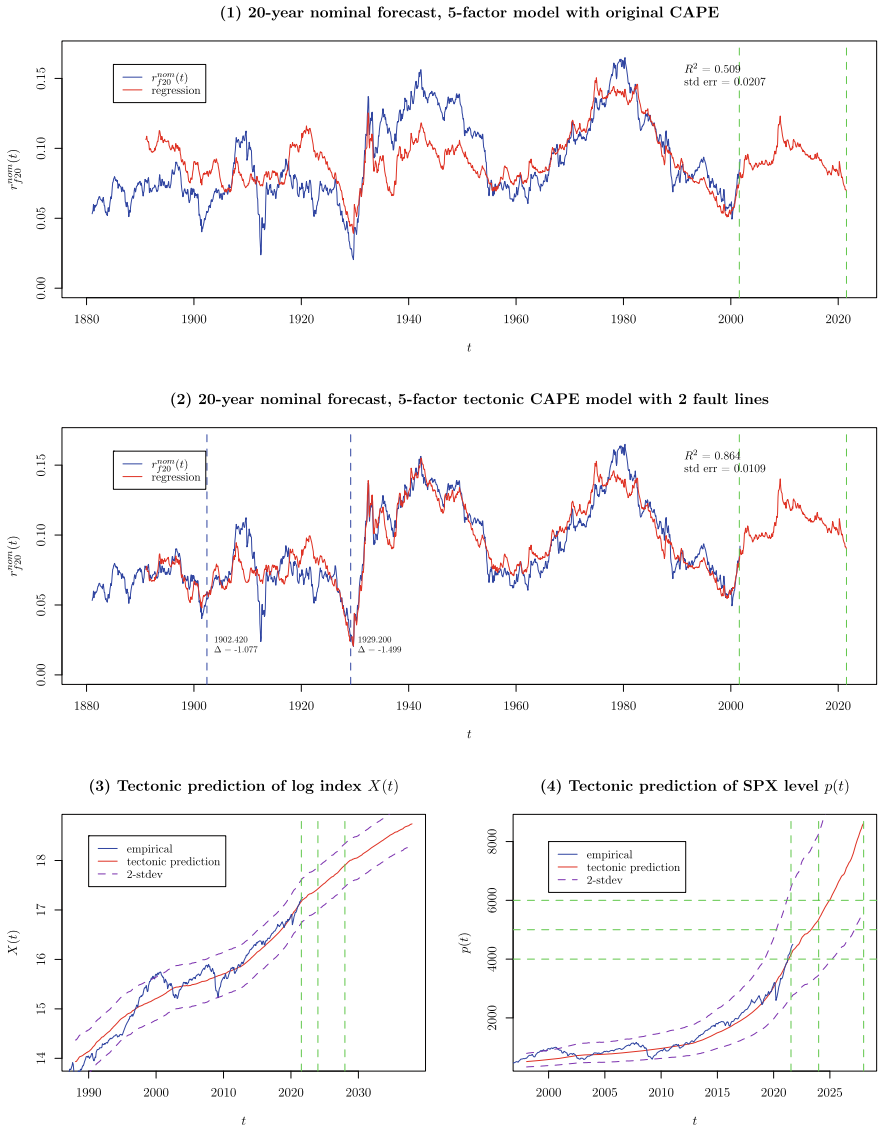 (1) 20-year nominal forecast, 5-factor model with original CAPE
r^{nom}_{f20}(t)
regression
R² = 0.509
std err = 0.0207
r^{nom}_{f20}(t)
0.15
0.10
0.05
0.00
1880 1900 1920 1940 1960 1980 2000 2020
t
(2) 20-year nominal forecast, 5-factor tectonic CAPE model with 2 fault lines
r^{nom}_{f20}(t)
regression
R² = 0.864
std err = 0.0109
r^{nom}_{f20}(t)
0.15
0.10
0.05
0.00
1902.420
Δ = -1.077
1929.200
Δ = -1.499
1880 1900 1920 1940 1960 1980 2000 2020
t
(3) Tectonic prediction of log index X(t)
empirical
tectonic prediction
2-stdev
X(t)
18
17
16
15
14
1990 2000 2010 2020 2030
t
(4) Tectonic prediction of SPX level p(t)
empirical
tectonic prediction
2-stdev
p(t)
8000
6000
4000
2000
2000 2005 2010 2015 2020 2025
t